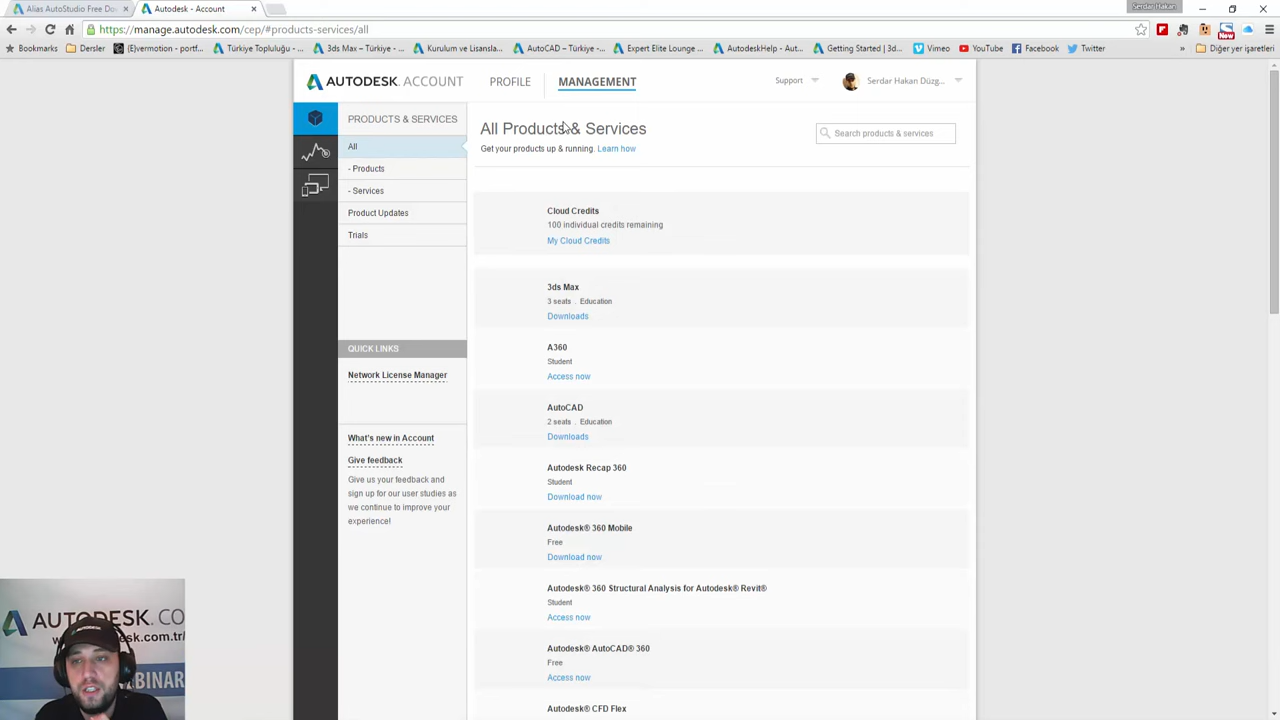 Serdar Hakan
Alias AutoStudio Free Do
Autodesk - Account
https://manage.autodesk.com/cep/#products-services/all
Bookmarks
Dersler
[E]vermotion - portf...
Türkiye Topluluğu - ...
3ds Max – Türkiye - ...
Kurulum ve Lisansla...
AutoCAD – Türkiye -...
Expert Elite Lounge ...
AutodeskHelp - Aut...
Getting Started | 3d...
Vimeo
YouTube
Facebook
Twitter
»
Diğer yer işaretleri
New
AUTODESK. ACCOUNT
PROFILE
MANAGEMENT
Support
Serdar Hakan Düzg...
PRODUCTS & SERVICES
All
- Products
- Services
Product Updates
Trials
QUICK LINKS
Network License Manager
What's new in Account
Give feedback
Give us your feedback and
sign up for our user studies as
we continue to improve your
experience!
All Products & Services
Get your products up & running. Learn how
Search products & services
Cloud Credits
100 individual credits remaining
My Cloud Credits
3ds Max
3 seats . Education
Downloads
A360
Student
Access now
AutoCAD
2 seats . Education
Downloads
Autodesk Recap 360
Student
Download now
Autodesk® 360 Mobile
Free
Download now
Autodesk® 360 Structural Analysis for Autodesk® Revit®
Student
Access now
Autodesk® AutoCAD® 360
Free
Access now
Autodesk® CFD Flex
AUTODESK.CO